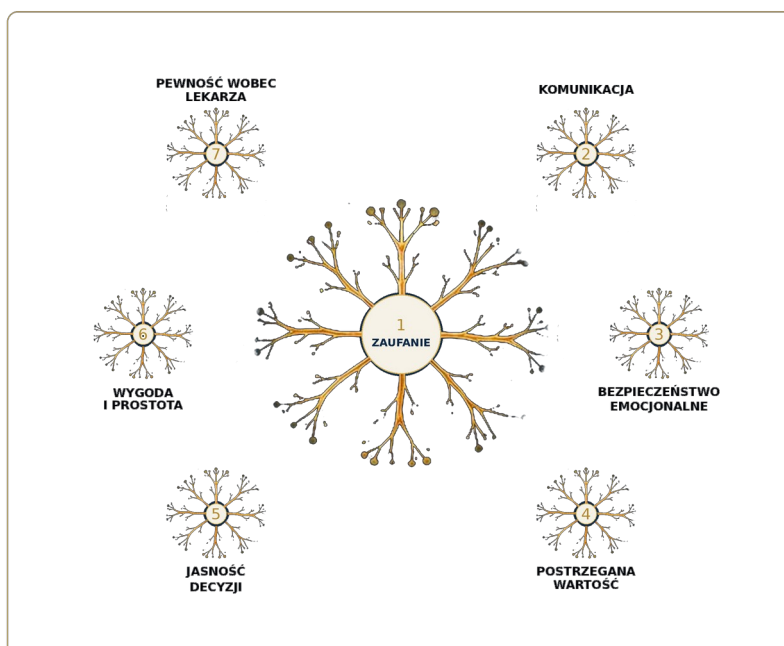 PEWNOŚĆ WOBEC
LEKARZA
7
KOMUNIKACJA
2
1
ZAUFANIE
6
WYGODA
I PROSTOTA
3
BEZPIECZEŃSTWO
EMOCJONALNE
5
JASNOŚĆ
DECYZJI
4
POSTRZEGANA
WARTOŚĆ